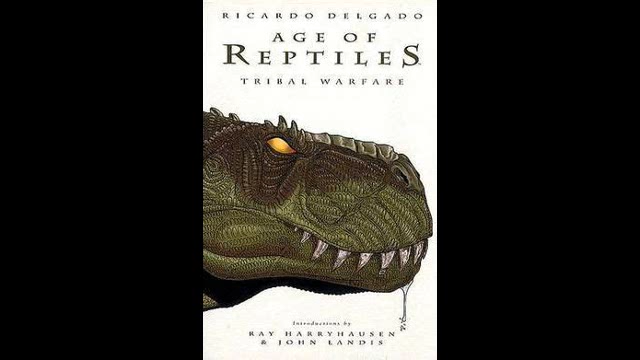 RICARDO DELGADO
AGE OF
REPTILES
TRIBAL WARFARE
Introductions by
RAY HARRYHAUSEN
& JOHN LANDIS